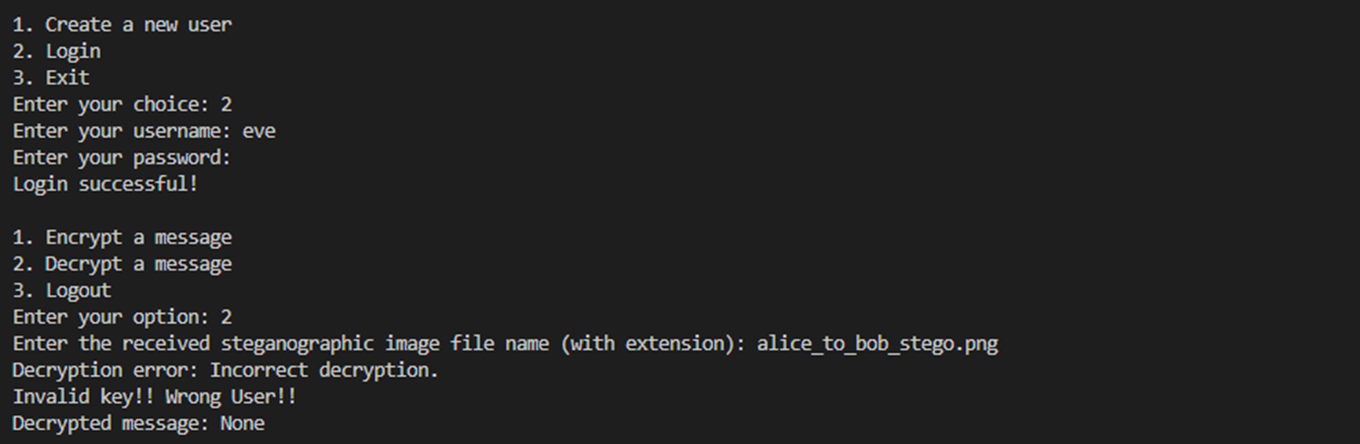 1. Create a new user
2. Login
3. Exit
Enter your choice: 2
Enter your username: eve
Enter your password:
Login successful!
1. Encrypt a message
2. Decrypt a message
3. Logout
Enter your option: 2
Enter the received steganographic image file name (with extension): alice_to_bob_stego.png
Decryption error: Incorrect decryption.
Invalid key!! Wrong User!!
Decrypted message: None